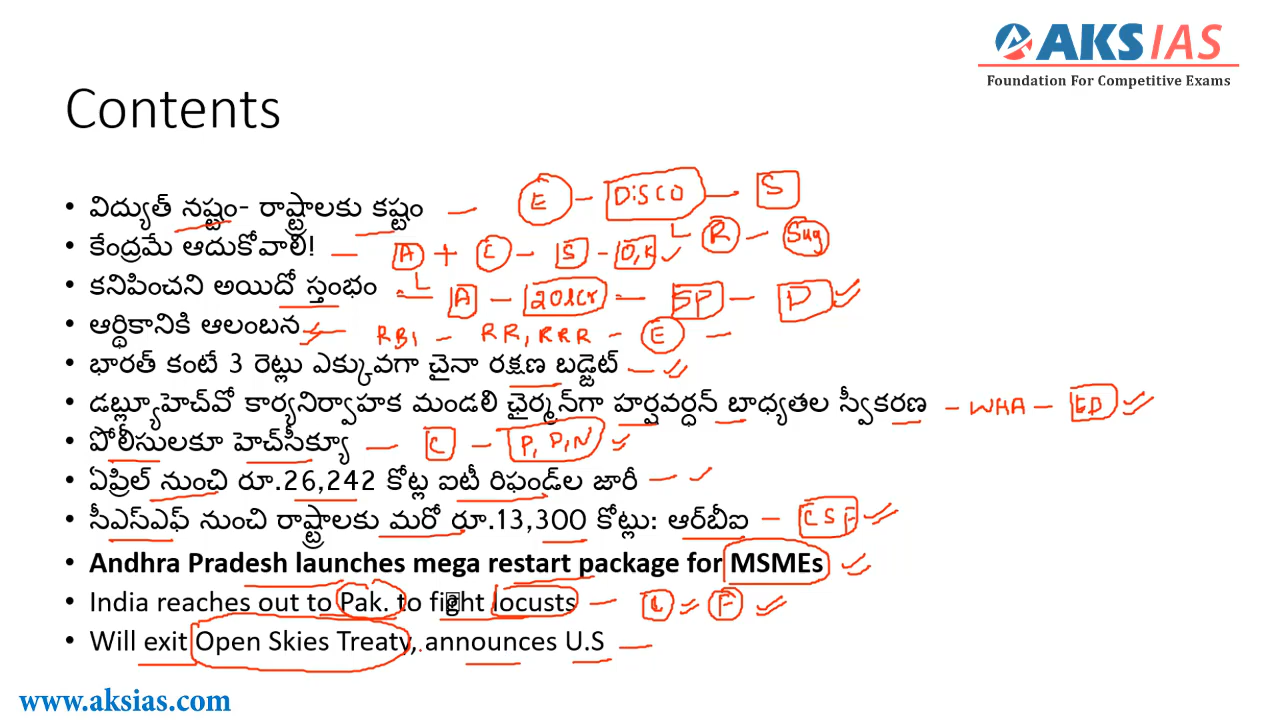 AKS IAS
Foundation For Competitive Exams
Contents
• విద్యుత్ నష్టం- రాష్ట్రాలకు కష్టం — E - DISCO - S
• కేంద్రమే ఆదుకోవాలి! — A + C - S - O,K R - Sug
• కనిపించని అయిదో స్తంభం — A - 20lcr - SP - D
• ఆర్థికానికి ఆలంబన — RBI - RR, RRR - E -
• భారత్ కంటే 3 రెట్లు ఎక్కువగా చైనా రక్షణ బడ్జెట్ —
• డబ్ల్యూహెచ్‌వో కార్యనిర్వాహక మండలి ఛైర్మన్‌గా హర్షవర్ధన్ బాధ్యతల స్వీకరణ - WHA - EB
• పోలీసులకూ హెచ్‌సీక్యూ — C - P, D, N
• ఏప్రిల్ నుంచి రూ.26,242 కోట్ల ఐటీ రిఫండ్‌ల జారీ —
• సీఎస్ఎఫ్ నుంచి రాష్ట్రాలకు మరో రూ.13,300 కోట్లు: ఆర్‌బీఐ - CSF
• Andhra Pradesh launches mega restart package for MSMEs
• India reaches out to Pak. to fight locusts — L F
• Will exit Open Skies Treaty, announces U.S —
www.aksias.com